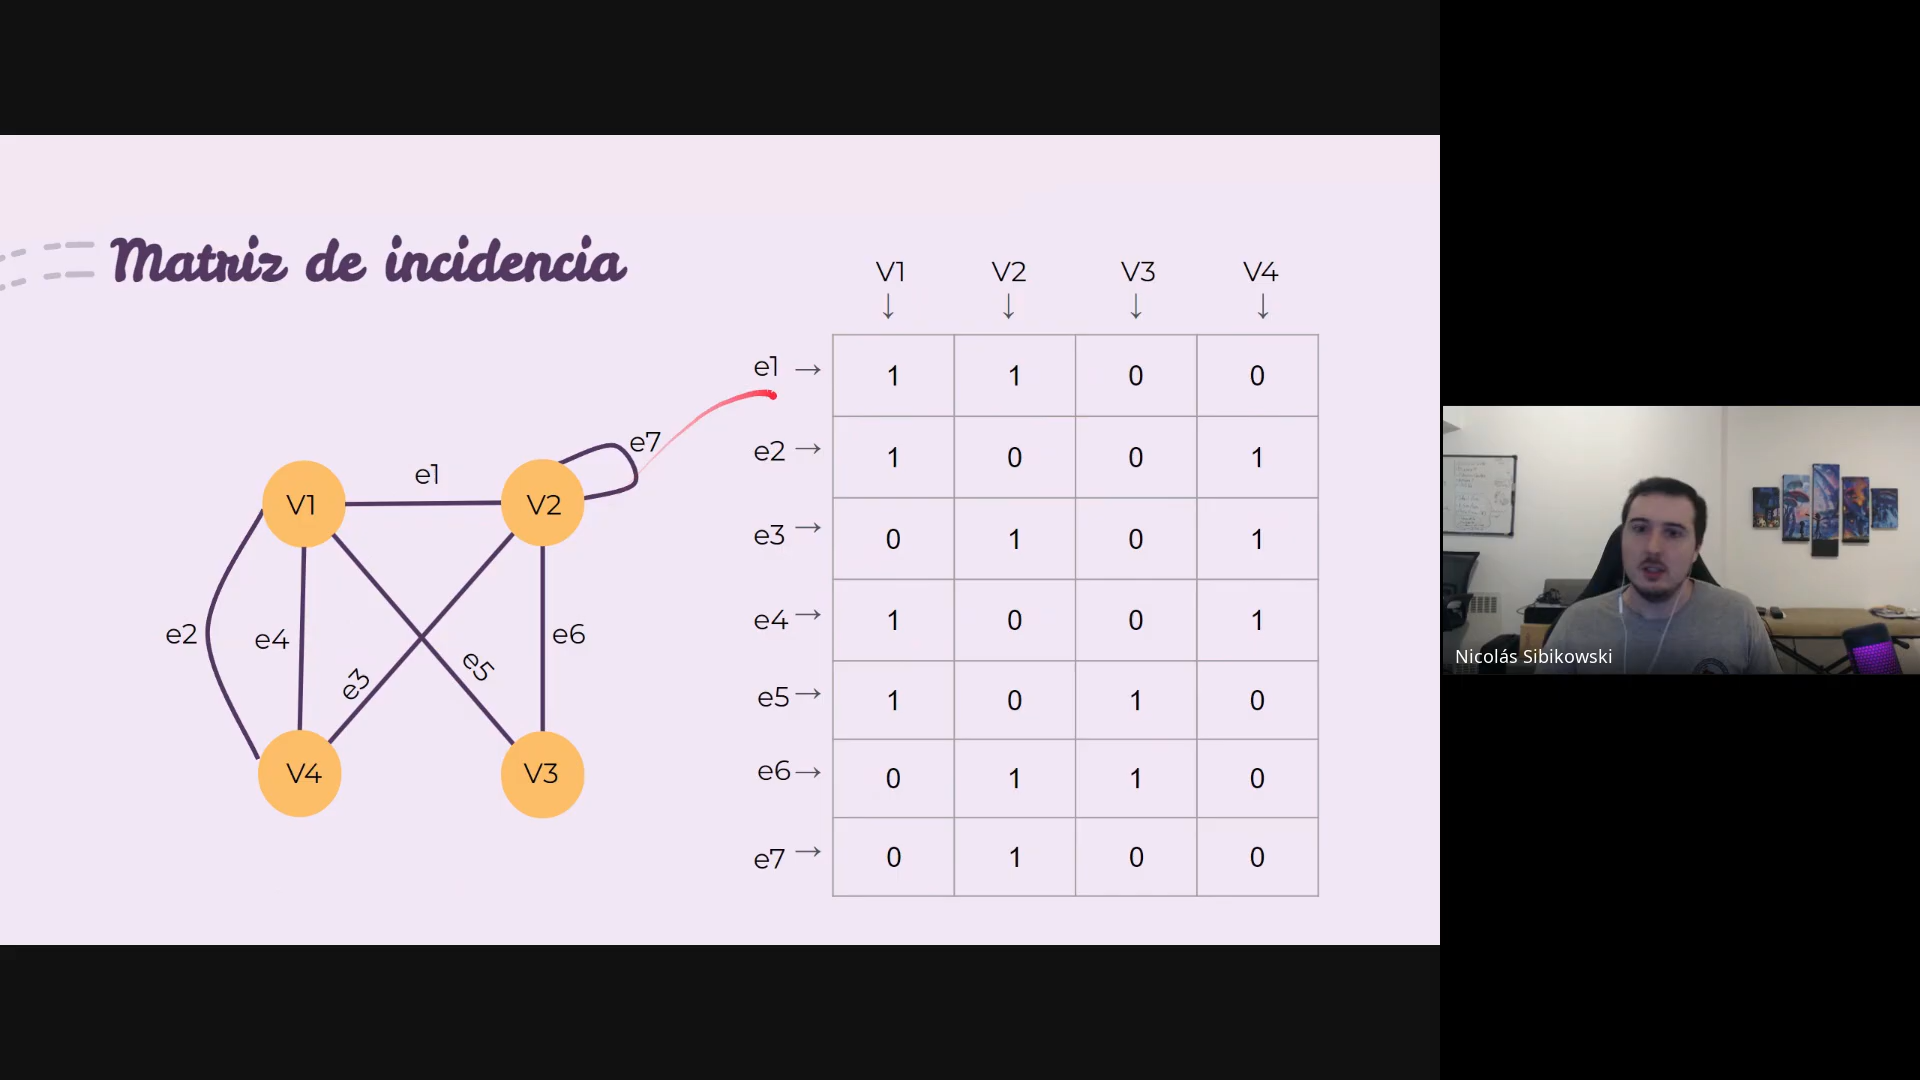 Matriz de incidencia
V1 V2 V3 V4
↓ ↓ ↓ ↓
e1 → 1 1 0 0
e2 → 1 0 0 1
e3 → 0 1 0 1
e4 → 1 0 0 1
e5 → 1 0 1 0
e6 → 0 1 1 0
e7 → 0 1 0 0
e7
e1
V1 V2
e2 e4 e3 e5 e6
V4 V3
Nicolás Sibikowski